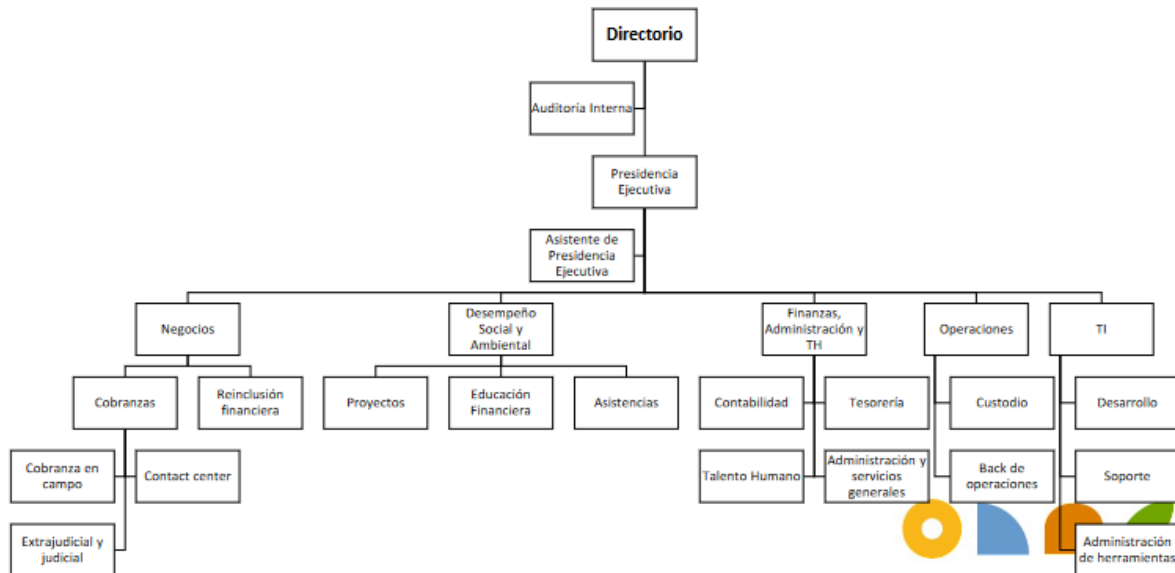 Directorio
Auditoría Interna
Presidencia
Ejecutiva
Asistente de
Presidencia
Ejecutiva
Negocios
Desempeño
Social y
Ambiental
Finanzas,
Administración y
TH
Operaciones
TI
Cobranzas
Reinclusión
financiera
Proyectos
Educación
Financiera
Asistencias
Contabilidad
Tesorería
Custodio
Desarrollo
Cobranza en
campo
Contact center
Talento Humano
Administración y
servicios
generales
Back de
operaciones
Soporte
Extrajudicial y
judicial
Administración
de herramientas